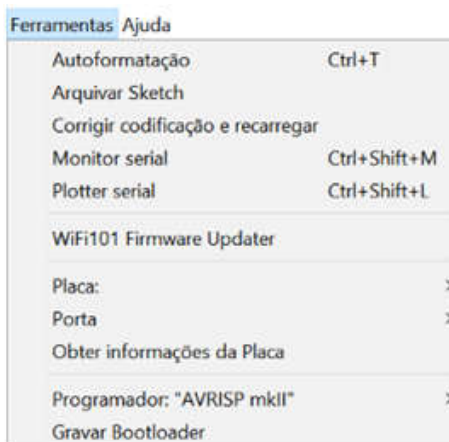 Ferramentas Ajuda
Autoformatação Ctrl+T
Arquivar Sketch
Corrigir codificação e recarregar
Monitor serial Ctrl+Shift+M
Plotter serial Ctrl+Shift+L
WiFi101 Firmware Updater
Placa:
Porta
Obter informações da Placa
Programador: "AVRISP mkII"
Gravar Bootloader